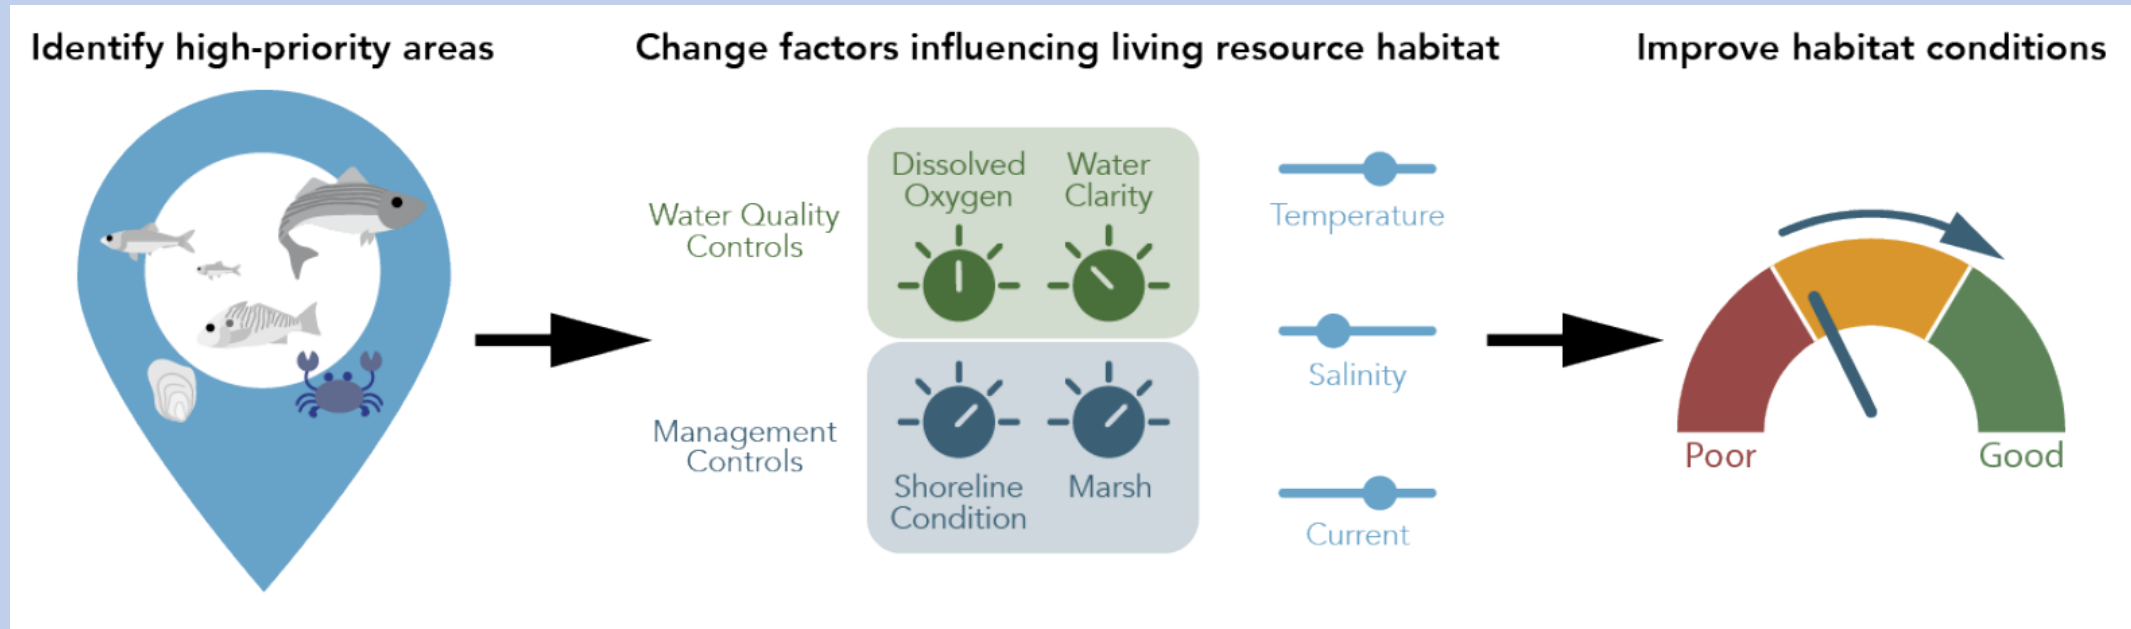 Identify high-priority areas
Change factors influencing living resource habitat
Improve habitat conditions
Water Quality
Controls
Dissolved
Oxygen
Water
Clarity
Temperature
Salinity
Management
Controls
Shoreline
Condition
Marsh
Current
Poor
Good